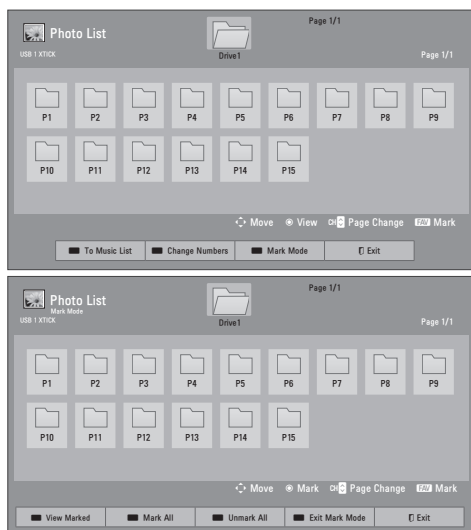 Page 1/1
Photo List
USB 1 XTICK
Drive1
Page 1/1
P1 P2 P3 P4 P5 P6 P7 P8 P9
P10 P11 P12 P13 P14 P15
Move View CH Page Change FAV Mark
To Music List Change Numbers Mark Mode Exit
Page 1/1
Photo List
Mark Mode
USB 1 XTICK
Drive1
Page 1/1
P1 P2 P3 P4 P5 P6 P7 P8 P9
P10 P11 P12 P13 P14 P15
Move Mark CH Page Change FAV Mark
View Marked Mark All Unmark All Exit Mark Mode Exit